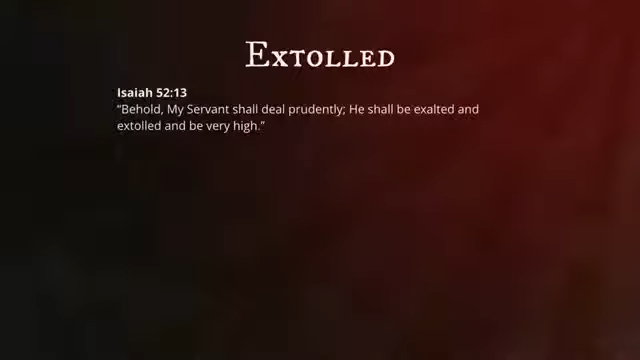 Extolled
Isaiah 52:13
“Behold, My Servant shall deal prudently; He shall be exalted and
extolled and be very high.”